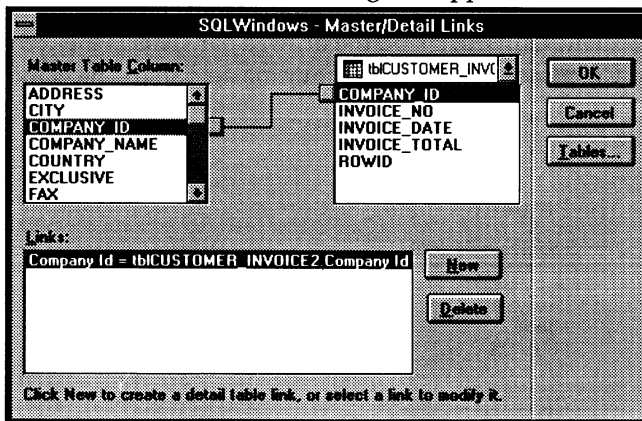 SQLWindows - Master/Detail Links
Master Table Column:
tblCUSTOMER_INVC
ADDRESS
CITY
COMPANY_ID
COMPANY_NAME
COUNTRY
EXCLUSIVE
FAX
COMPANY_ID
INVOICE_NO
INVOICE_DATE
INVOICE_TOTAL
ROWID
OK
Cancel
Tables...
Links:
Company Id = tblCUSTOMER_INVOICE2.Company Id
New
Delete
Click New to create a detail table link, or select a link to modify it.